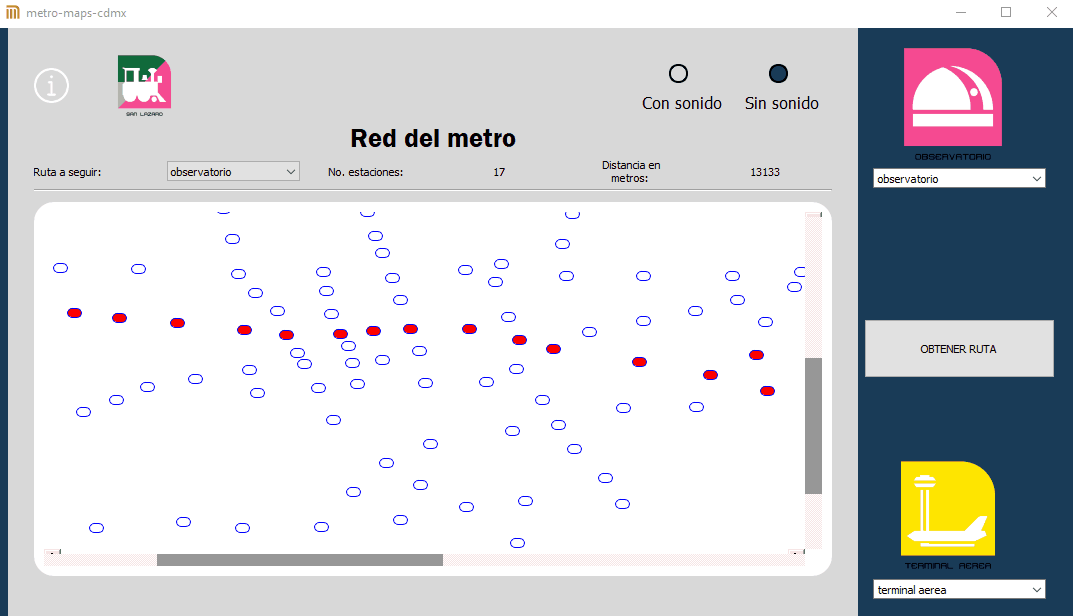 metro-maps-cdmx
SAN LAZARO
Con sonido
Sin sonido
Red del metro
Ruta a seguir:
observatorio
No. estaciones:
17
Distancia en
metros:
13133
OBSERVATORIO
observatorio
OBTENER RUTA
TERMINAL AEREA
terminal aerea